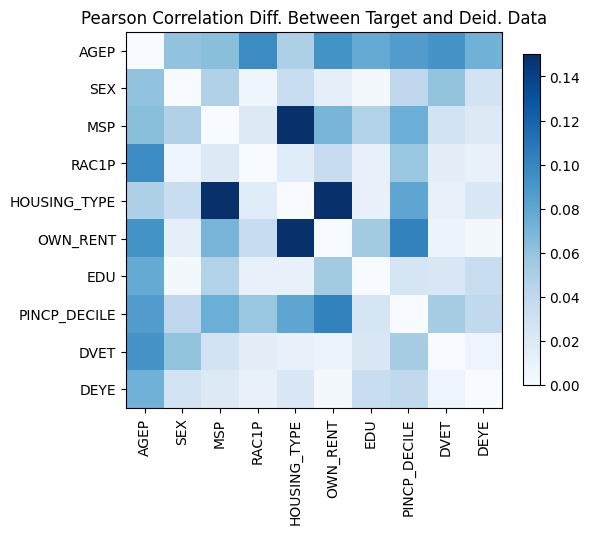 Pearson Correlation Diff. Between Target and Deid. Data
AGEP
SEX
MSP
RAC1P
HOUSING_TYPE
OWN_RENT
EDU
PINCP_DECILE
DVET
DEYE
AGEP
SEX
MSP
RAC1P
HOUSING_TYPE
OWN_RENT
EDU
PINCP_DECILE
DVET
DEYE
0.14
0.12
0.10
0.08
0.06
0.04
0.02
0.00